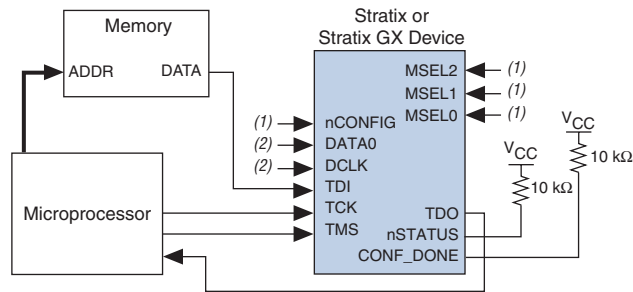 Memory
ADDR
DATA
Microprocessor
Stratix or
Stratix GX Device
MSEL2
(1)
MSEL1
(1)
MSEL0
(1)
(1)
nCONFIG
(2)
DATA0
(2)
DCLK
TDI
TCK
TMS
TDO
nSTATUS
CONF_DONE
VCC
10 kΩ
VCC
10 kΩ